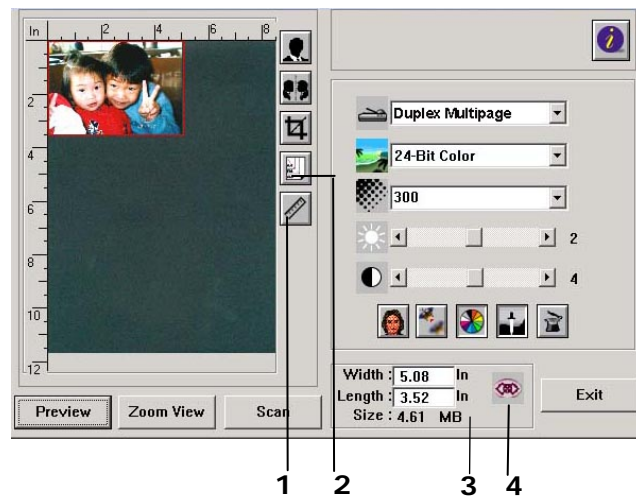 In 2 4 6 8
2
4
6
8
10
12
Duplex Multipage
24-Bit Color
300
2
4
Width : 5.08 In
Length : 3.52 In
Size : 4.61 MB
Preview Zoom View Scan
Exit
1 2 3 4